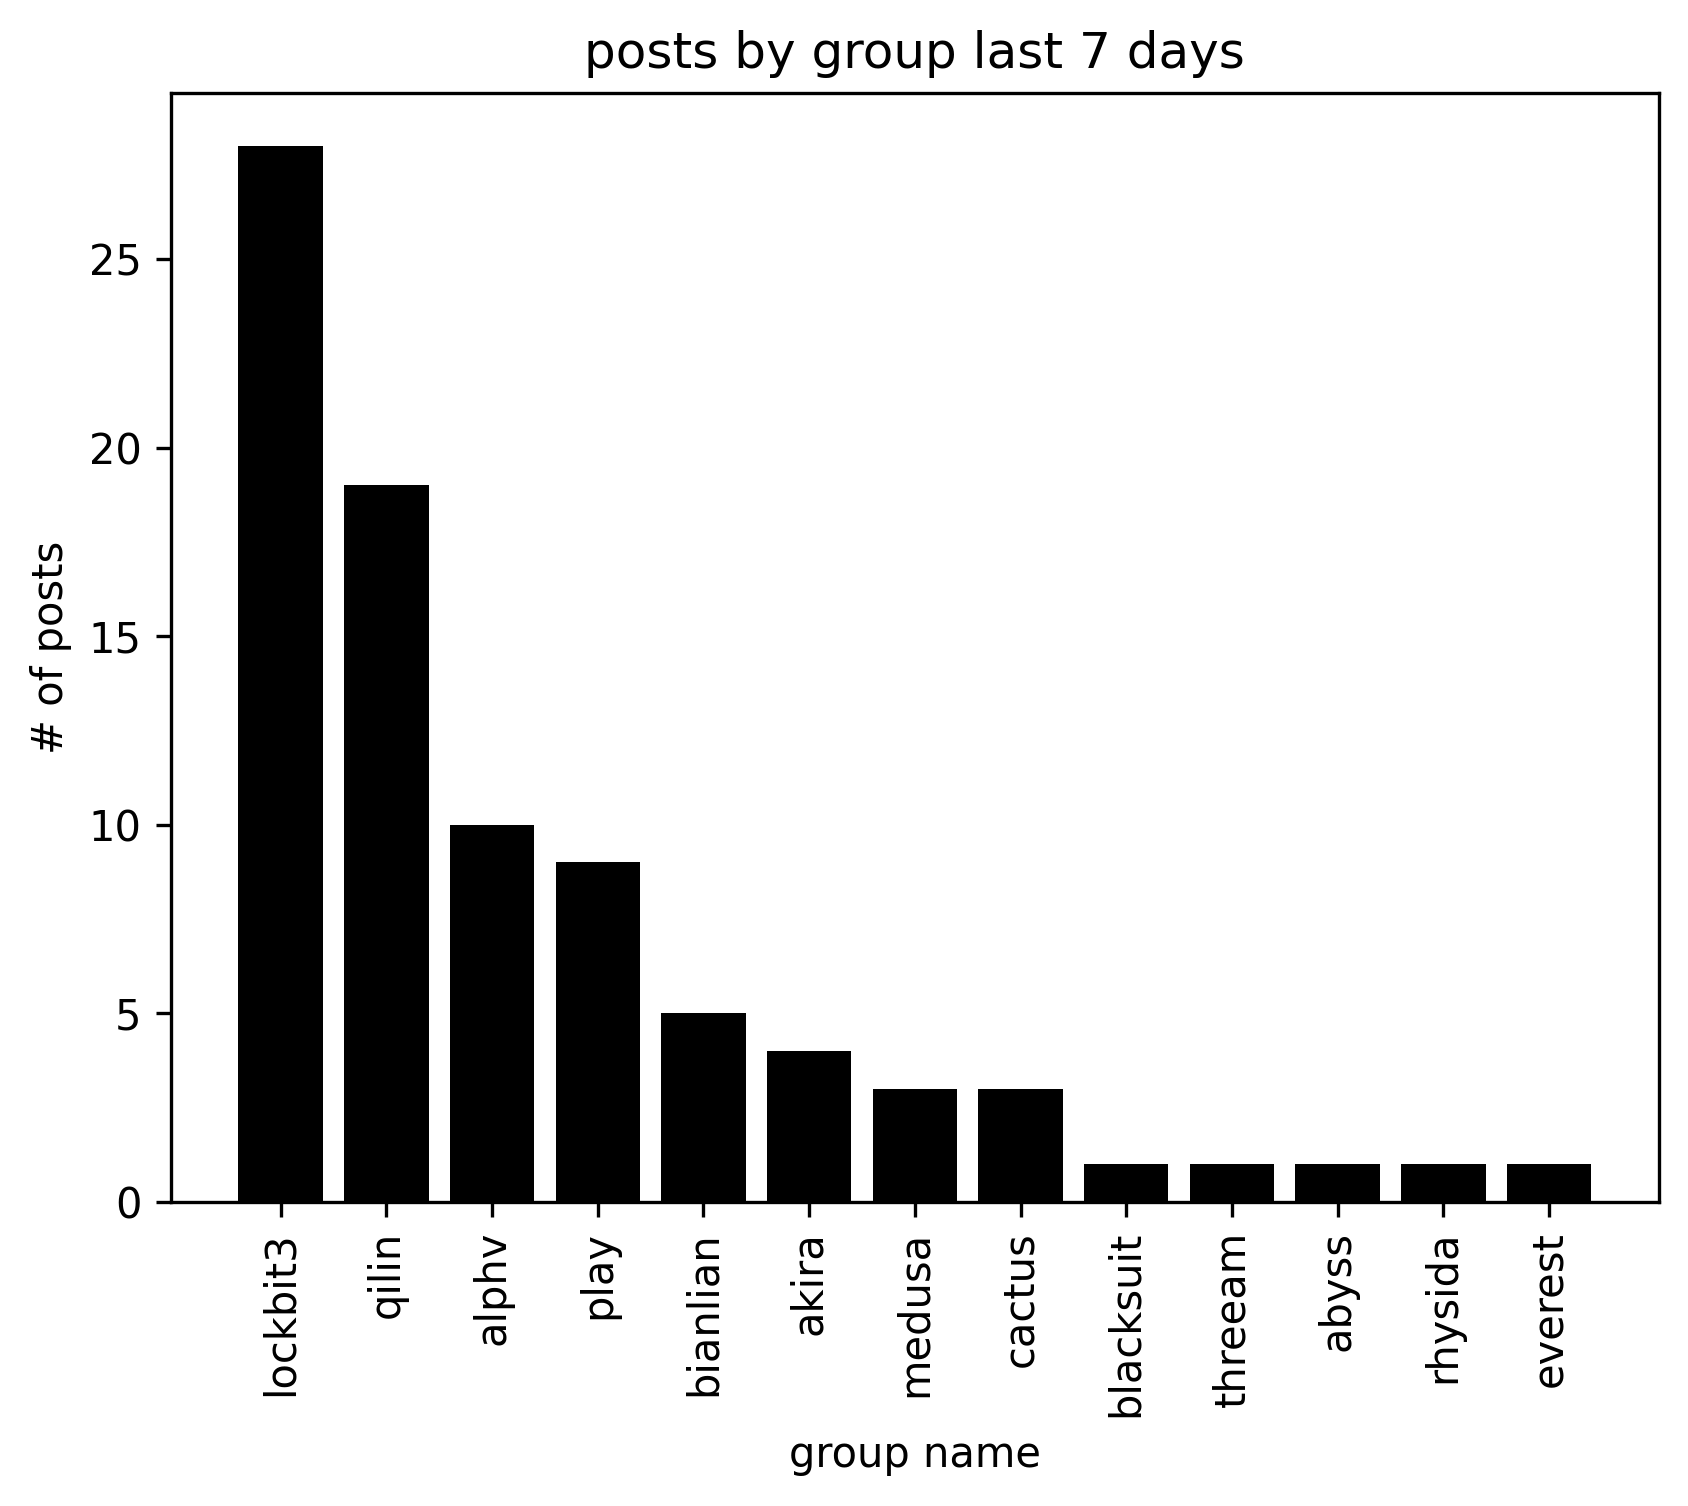 posts by group last 7 days
# of posts
25
20
15
10
5
0
lockbit3
qilin
alphv
play
bianlian
akira
medusa
cactus
blacksuit
threeam
abyss
rhysida
everest
group name